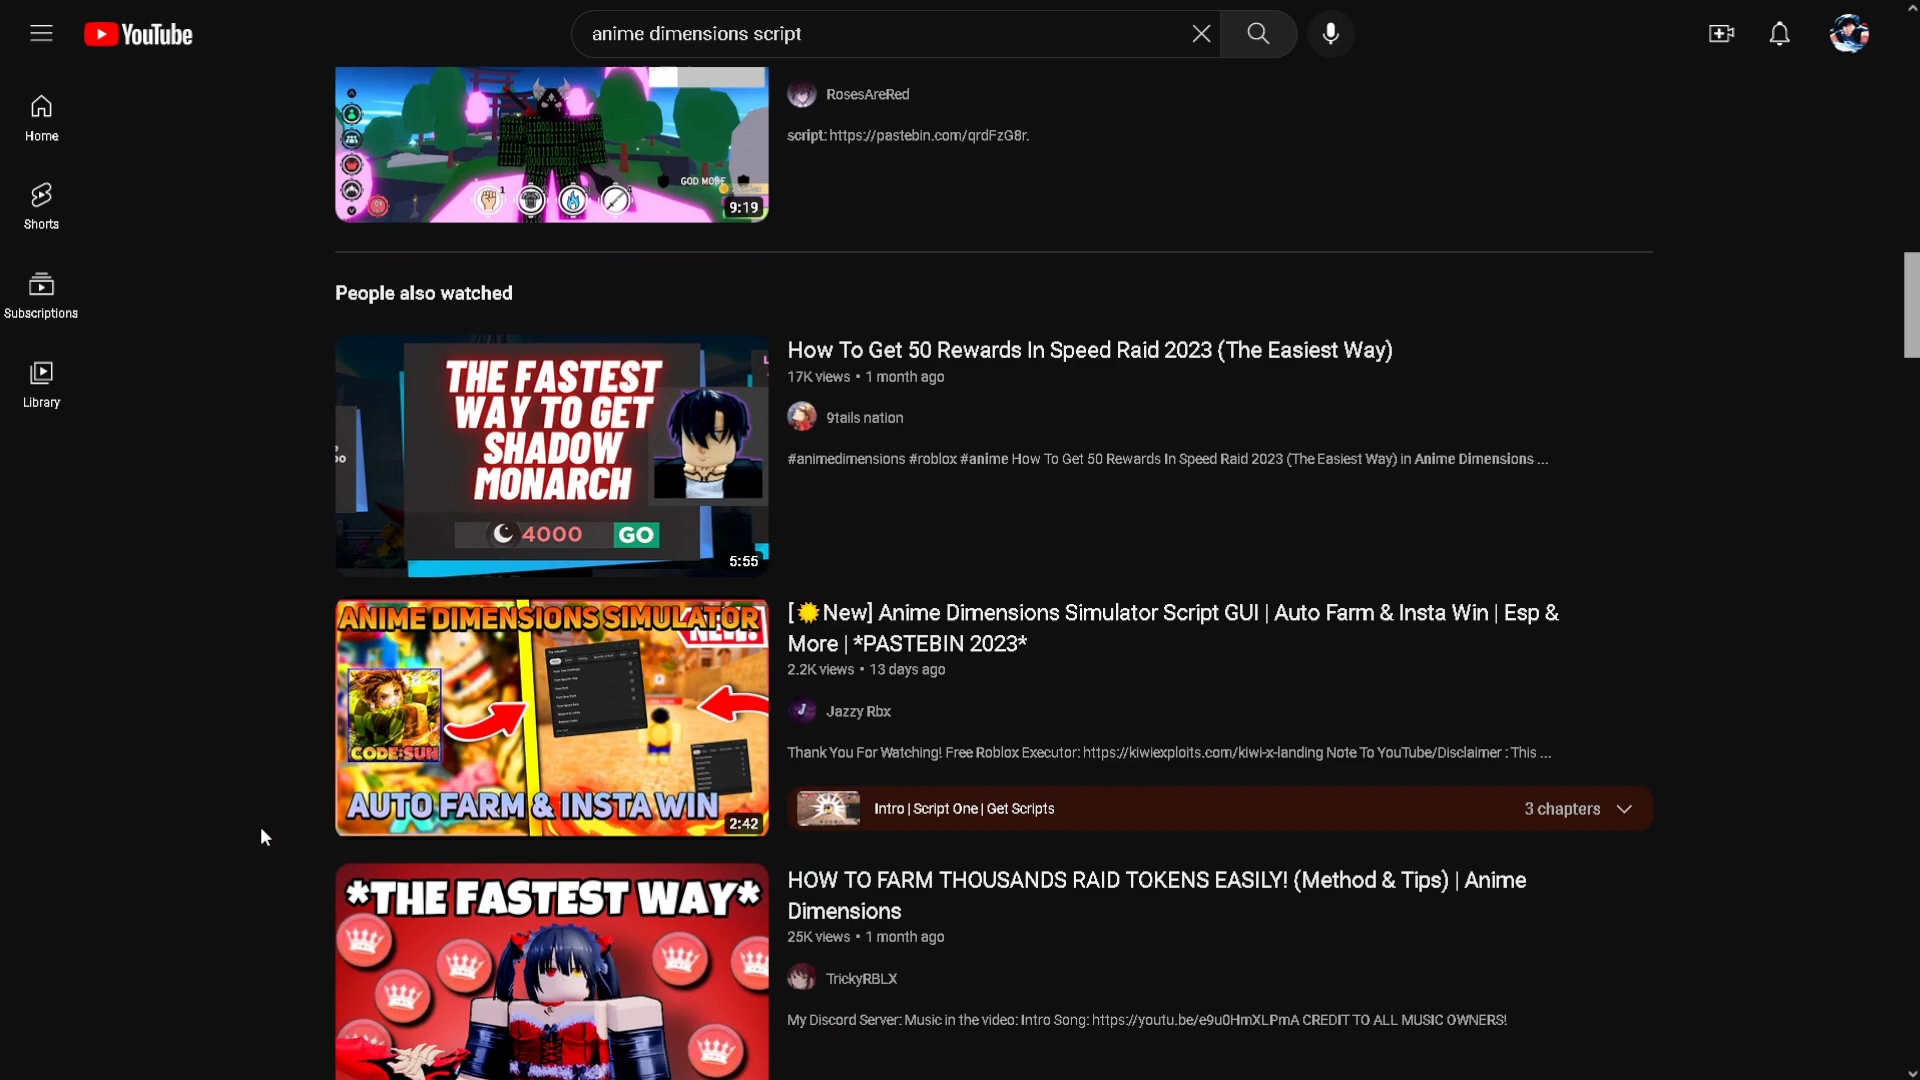 YouTube
anime dimensions script
Home
Shorts
Subscriptions
Library
GOD MODE
1
9:19
RosesAreRed
script: https://pastebin.com/qrdFzG8r.
People also watched
THE FASTEST
WAY TO GET
SHADOW
MONARCH
4000
GO
5:55
How To Get 50 Rewards In Speed Raid 2023 (The Easiest Way)
17K views • 1 month ago
9tails nation
#animedimensions #roblox #anime How To Get 50 Rewards In Speed Raid 2023 (The Easiest Way) in Anime Dimensions ...
ANIME DIMENSIONS SIMULATOR
NEW!
CODE:SUN
AUTO FARM & INSTA WIN
2:42
[🌟New] Anime Dimensions Simulator Script GUI | Auto Farm & Insta Win | Esp &
More | *PASTEBIN 2023*
2.2K views • 13 days ago
J
Jazzy Rbx
Thank You For Watching! Free Roblox Executor: https://kiwiexploits.com/kiwi-x-landing Note To YouTube/Disclaimer : This ...
Intro | Script One | Get Scripts
3 chapters
*THE FASTEST WAY*
HOW TO FARM THOUSANDS RAID TOKENS EASILY! (Method & Tips) | Anime
Dimensions
25K views • 1 month ago
TrickyRBLX
My Discord Server: Music in the video: Intro Song: https://youtu.be/e9u0HmXLPmA CREDIT TO ALL MUSIC OWNERS!